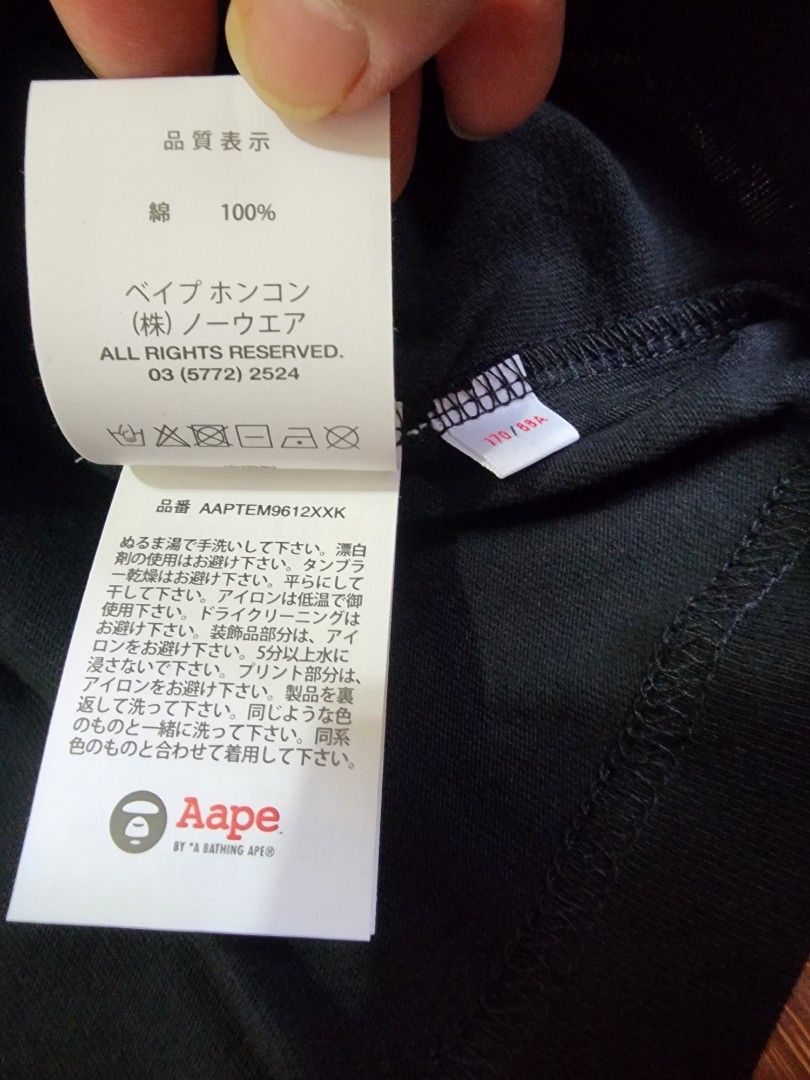 品質表示
綿 100%
ベイプ ホンコン
(株) ノーウエア
ALL RIGHTS RESERVED.
03 (5772) 2524
170/88A
品番 AAPTEM9612XXK
ぬるま湯で手洗いして下さい。漂白
剤の使用はお避け下さい。タンブラ
ー乾燥はお避け下さい。平らにして
干して下さい。アイロンは低温で御
使用下さい。ドライクリーニングは
お避け下さい。装飾品部分は、アイ
ロンをお避け下さい。5分以上水に
浸さないで下さい。プリント部分は、
アイロンをお避け下さい。製品を裏
返して洗って下さい。同じような色
のものと一緒に洗って下さい。同系
色のものと合わせて着用して下さい。
Aape
BY *A BATHING APE®